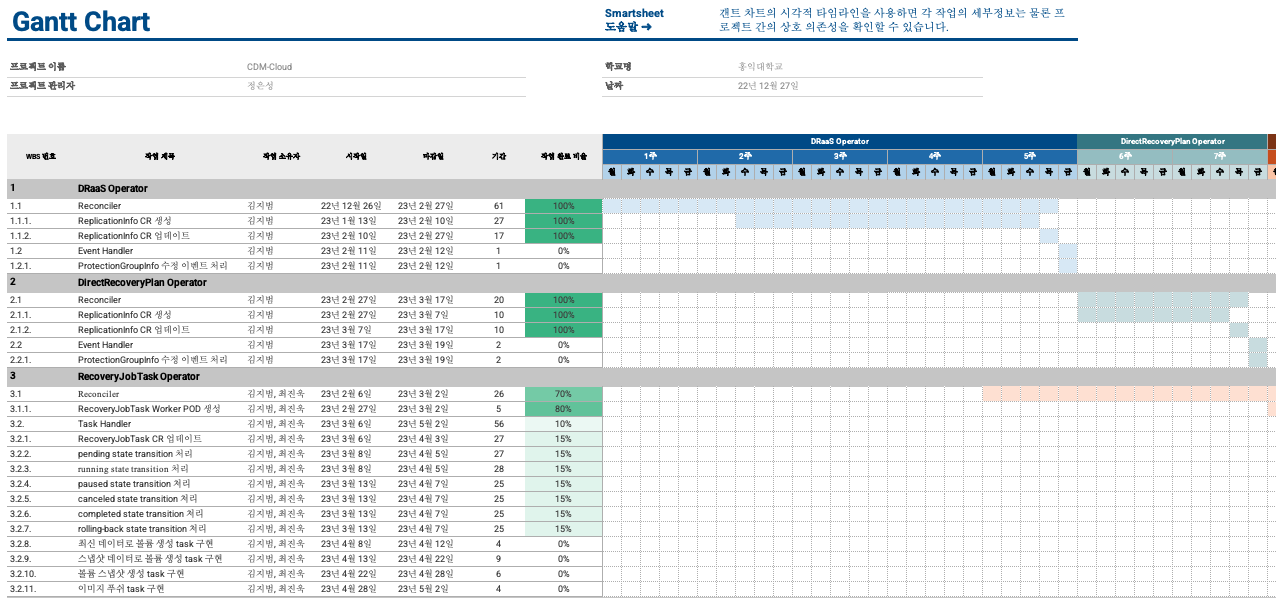 Gantt Chart
Smartsheet 도움말 ➜
갠트 차트의 시각적 타임라인을 사용하면 각 작업의 세부정보는 물론 프
로젝트 간의 상호 의존성을 확인할 수 있습니다.
프로젝트 이름 CDM-Cloud 학교명 홍익대학교
프로젝트 관리자 정은성 날짜 22년 12월 27일
DRaaS Operator DirectRecoveryPlan Operator
WBS 번호 작업 제목 작업 소유자 시작일 마감일 기간 작업 완료 비율 1주 2주 3주 4주 5주 6주 7주
월 화 수 목 금 월 화 수 목 금 월 화 수 목 금 월 화 수 목 금 월 화 수 목 금 월 화 수 목 금 월 화 수 목 금
1 DRaaS Operator
1.1 Reconciler 김지범 22년 12월 26일 23년 2월 27일 61 100%
1.1.1. ReplicationInfo CR 생성 김지범 23년 1월 13일 23년 2월 10일 27 100%
1.1.2. ReplicationInfo CR 업데이트 김지범 23년 2월 10일 23년 2월 27일 17 100%
1.2 Event Handler 김지범 23년 2월 11일 23년 2월 12일 1 0%
1.2.1. ProtectionGroupInfo 수정 이벤트 처리 김지범 23년 2월 11일 23년 2월 12일 1 0%
2 DirectRecoveryPlan Operator
2.1 Reconciler 김지범 23년 2월 27일 23년 3월 17일 20 100%
2.1.1. ReplicationInfo CR 생성 김지범 23년 2월 27일 23년 3월 7일 10 100%
2.1.2. ReplicationInfo CR 업데이트 김지범 23년 3월 7일 23년 3월 17일 10 100%
2.2 Event Handler 김지범 23년 3월 17일 23년 3월 19일 2 0%
2.2.1. ProtectionGroupInfo 수정 이벤트 처리 김지범 23년 3월 17일 23년 3월 19일 2 0%
3 RecoveryJobTask Operator
3.1 Reconciler 김지범, 최진욱 23년 2월 6일 23년 3월 2일 26 70%
3.1.1. RecoveryJobTask Worker POD 생성 김지범, 최진욱 23년 2월 27일 23년 3월 2일 5 80%
3.2. Task Handler 김지범, 최진욱 23년 3월 6일 23년 5월 2일 56 10%
3.2.1. RecoveryJobTask CR 업데이트 김지범, 최진욱 23년 3월 6일 23년 4월 3일 27 15%
3.2.2. pending state transition 처리 김지범, 최진욱 23년 3월 8일 23년 4월 5일 27 15%
3.2.3. running state transition 처리 김지범, 최진욱 23년 3월 8일 23년 4월 5일 28 15%
3.2.4. paused state transition 처리 김지범, 최진욱 23년 3월 13일 23년 4월 7일 25 15%
3.2.5. canceled state transition 처리 김지범, 최진욱 23년 3월 13일 23년 4월 7일 25 15%
3.2.6. completed state transition 처리 김지범, 최진욱 23년 3월 13일 23년 4월 7일 25 15%
3.2.7. rolling-back state transition 처리 김지범, 최진욱 23년 3월 13일 23년 4월 7일 25 15%
3.2.8. 최신 데이터로 볼륨 생성 task 구현 김지범, 최진욱 23년 4월 8일 23년 4월 12일 4 0%
3.2.9. 스냅샷 데이터로 볼륨 생성 task 구현 김지범, 최진욱 23년 4월 13일 23년 4월 22일 9 0%
3.2.10. 볼륨 스냅샷 생성 task 구현 김지범, 최진욱 23년 4월 22일 23년 4월 28일 6 0%
3.2.11. 이미지 푸쉬 task 구현 김지범, 최진욱 23년 4월 28일 23년 5월 2일 4 0%